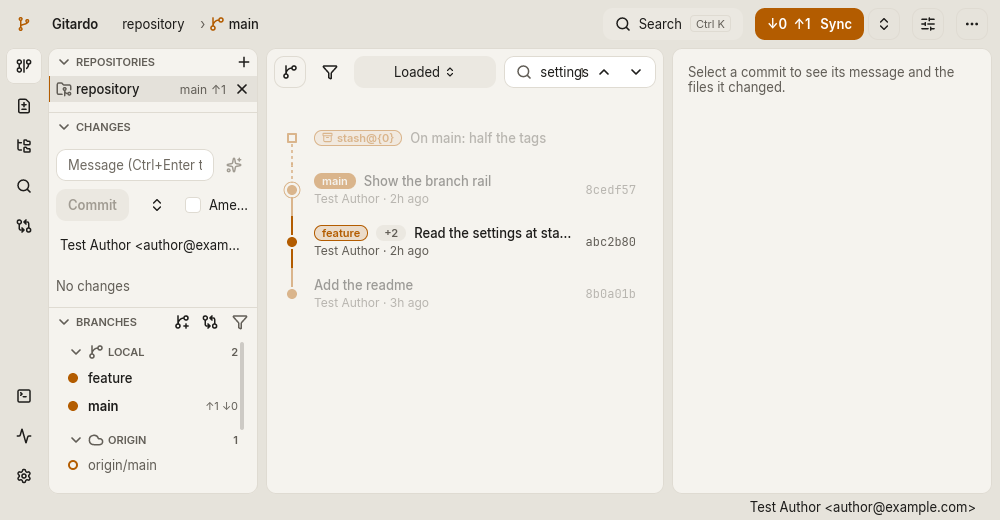 Gitardo repository › main Search Ctrl K ↓0 ↑1 Sync
REPOSITORIES
repository main ↑1
CHANGES
Message (Ctrl+Enter t
Commit Ame...
Test Author <author@exam...
No changes
BRANCHES
LOCAL 2
feature
main ↑1 ↓0
ORIGIN 1
origin/main
Loaded settings
stash@{0} On main: half the tags
main Show the branch rail 8cedf57
Test Author · 2h ago
feature +2 Read the settings at sta... abc2b80
Test Author · 2h ago
Add the readme 8b0a01b
Test Author · 3h ago
Select a commit to see its message and the
files it changed.
Test Author <author@example.com>